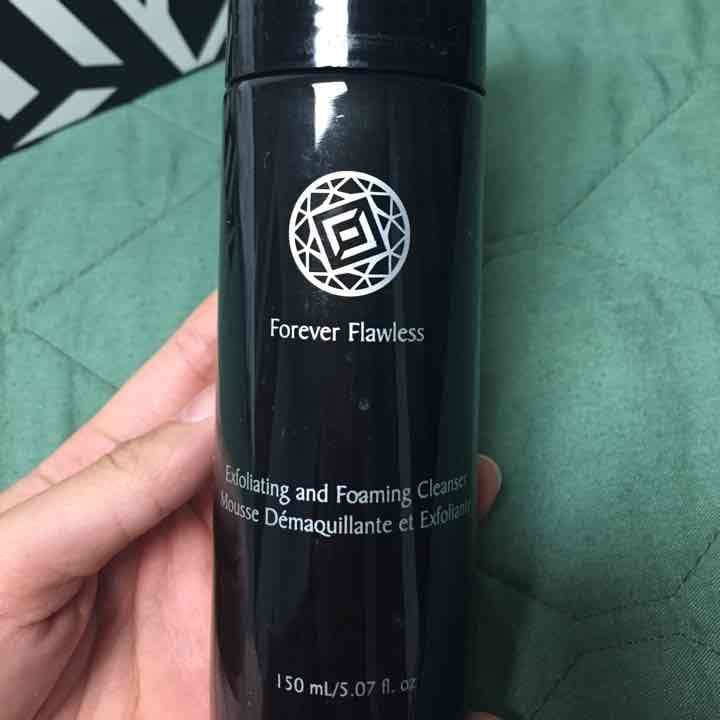 Forever Flawless
Exfoliating and Foaming Cleanser
Mousse Démaquillante et Exfoliante
150 mL/5.07 fl. oz